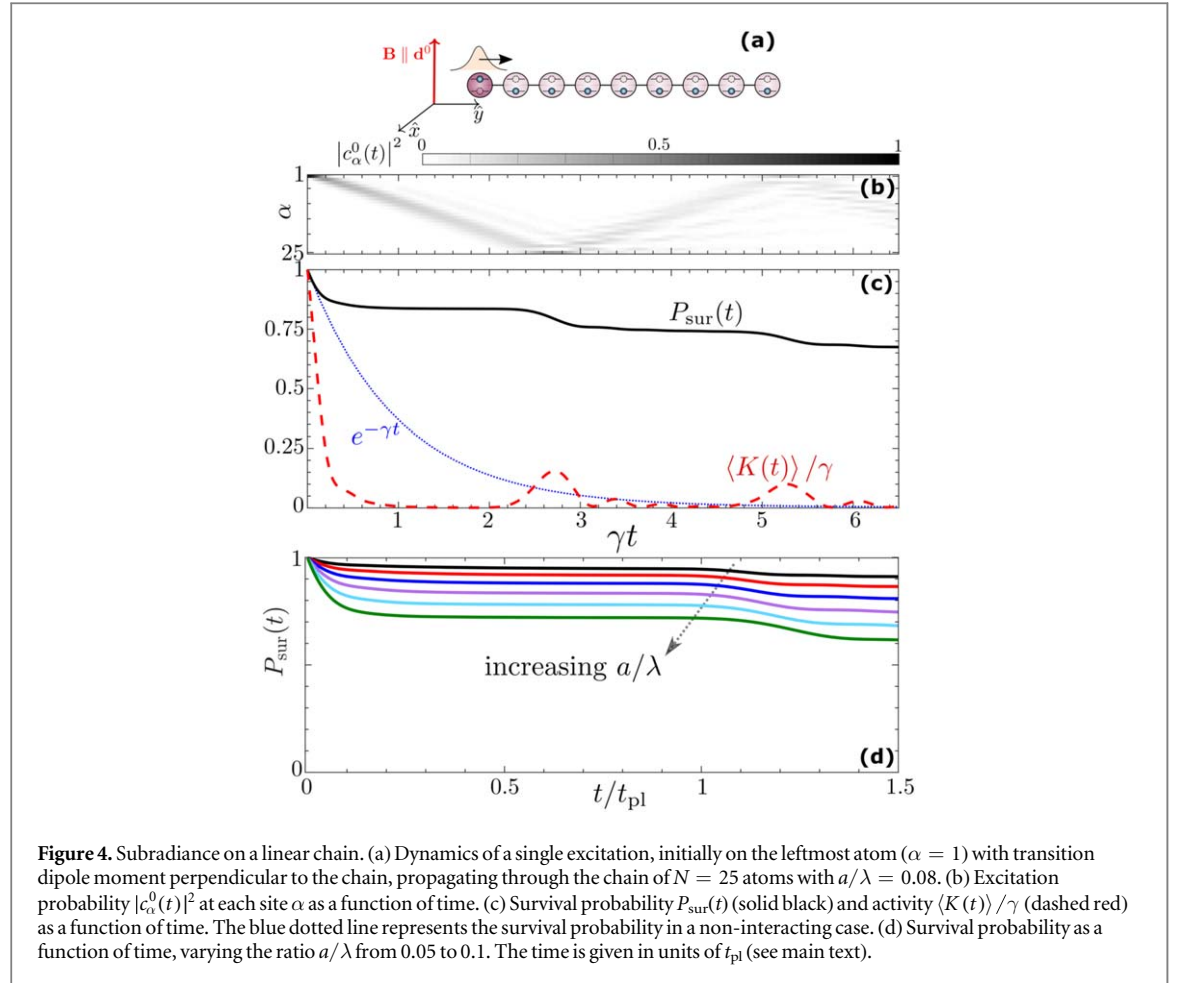 (a)
B ∥ d⁰
ŷ
x̂
|c⁰_α(t)|² 0 0.5 1
1
(b)
α
25
1
(c)
P_sur(t)
0.75
0.5
e^{−γt}
0.25
⟨K(t)⟩/γ
0
1 2 3 4 5 6
γt
1
P_sur(t)
increasing a/λ
(d)
0
0 0.5 1 1.5
t/t_pl
Figure 4. Subradiance on a linear chain. (a) Dynamics of a single excitation, initially on the leftmost atom (α = 1) with transition
dipole moment perpendicular to the chain, propagating through the chain of N = 25 atoms with a/λ = 0.08. (b) Excitation
probability |c⁰_α(t)|² at each site α as a function of time. (c) Survival probability P_sur(t) (solid black) and activity ⟨K(t)⟩/γ (dashed red)
as a function of time. The blue dotted line represents the survival probability in a non-interacting case. (d) Survival probability as a
function of time, varying the ratio a/λ from 0.05 to 0.1. The time is given in units of t_pl (see main text).